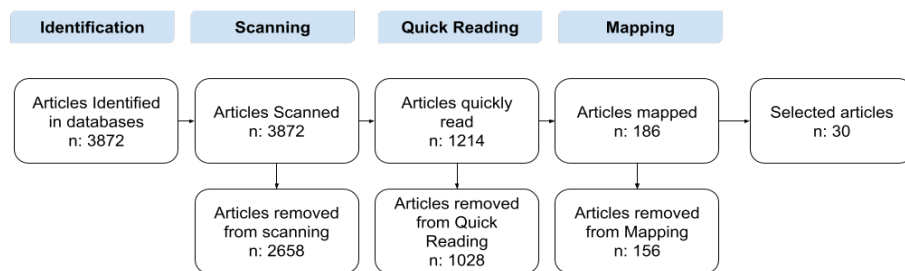 Identification
Scanning
Quick Reading
Mapping
Articles Identified
in databases
n: 3872
Articles Scanned
n: 3872
Articles quickly
read
n: 1214
Articles mapped
n: 186
Selected articles
n: 30
Articles removed
from scanning
n: 2658
Articles removed
from Quick
Reading
n: 1028
Articles removed
from Mapping
n: 156